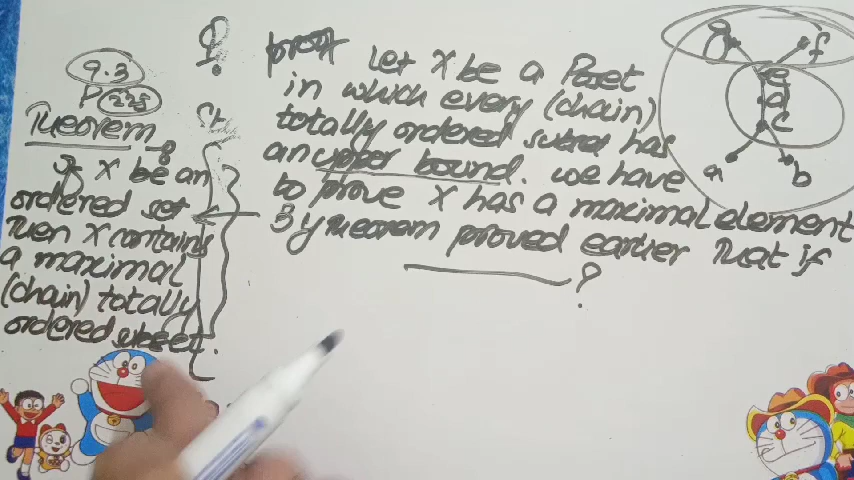 9.3
P 225
Theorem
If X be an
ordered set
Then X contains
a maximal
(chain) totally
ordered subset.
proof Let X be a Poset
in which every (chain)
totally ordered subset has
an upper bound. we have
to prove X has a maximal element
By Theorem proved earlier That if
?
g f
e
d
c
a b